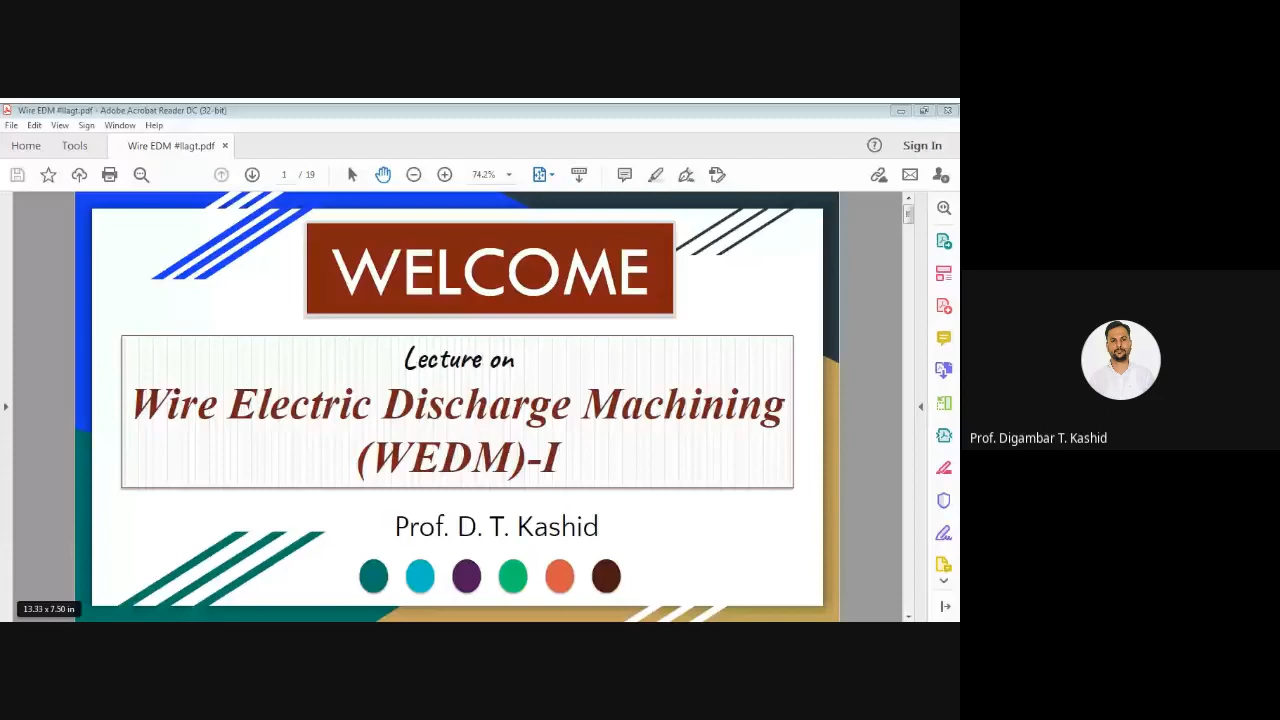 Wire EDM #llagt.pdf - Adobe Acrobat Reader DC (32-bit)
File Edit View Sign Window Help
Home Tools Wire EDM #llagt.pdf × Sign In
1 / 19 74.2%
WELCOME
Lecture on
Wire Electric Discharge Machining
(WEDM)-I
Prof. D. T. Kashid
13.33 x 7.50 in
Prof. Digambar T. Kashid